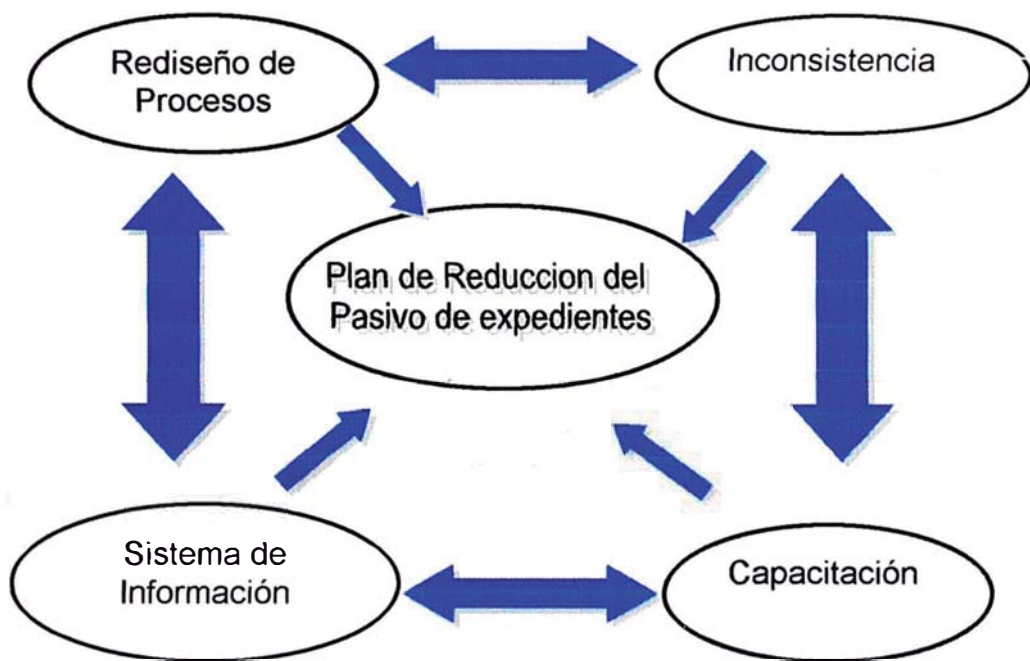 Rediseño de
Procesos
Inconsistencia
Plan de Reduccion del
Pasivo de expedientes
Sistema de
Información
Capacitación